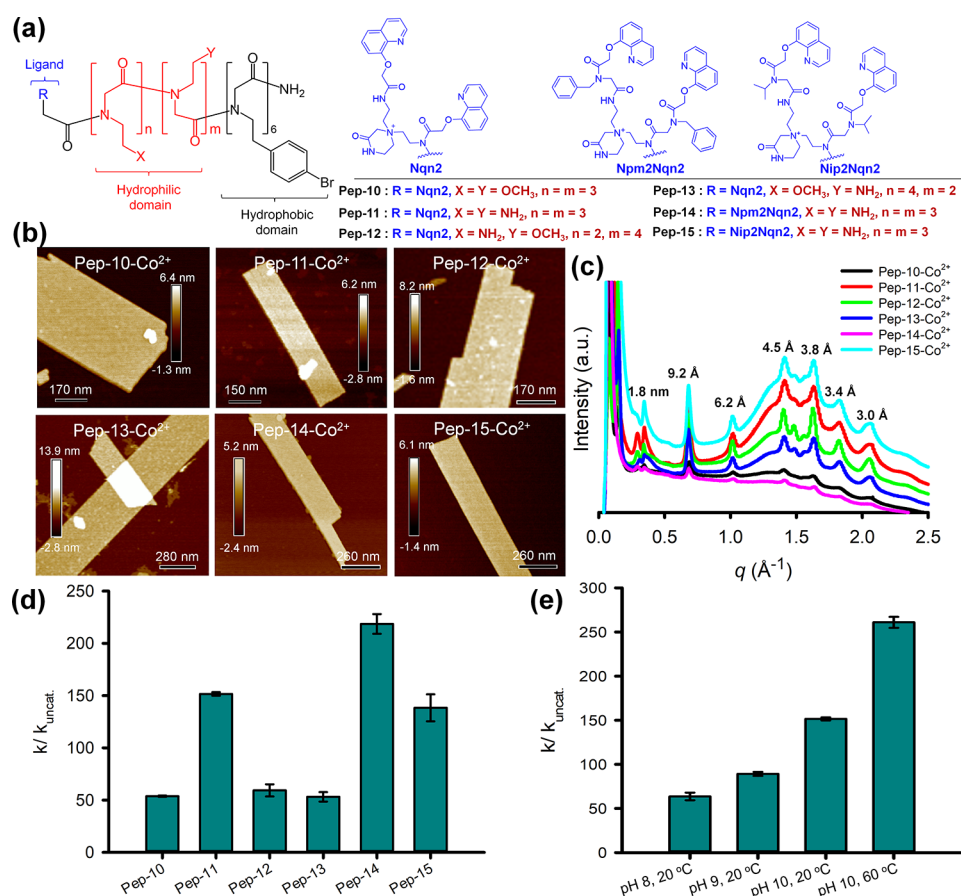 (a)
Ligand
R
O
N
X
n
Y
N
O
m
O
N
NH2
6
O
Br
Hydrophilic
domain
Hydrophobic
domain
N
O
O
HN
N+
O
HN
N
O
O
N
Nqn2
N
O
O
N
O
HN
N+
O
HN
N
O
N
O
O
N
Npm2Nqn2
N
O
O
N
O
HN
N+
O
HN
N
O
N
O
O
N
Nip2Nqn2
Pep-10 : R = Nqn2, X = Y = OCH3, n = m = 3
Pep-11 : R = Nqn2, X = Y = NH2, n = m = 3
Pep-12 : R = Nqn2, X = NH2, Y = OCH3, n = 2, m = 4
Pep-13 : R = Nqn2, X = OCH3, Y = NH2, n = 4, m = 2
Pep-14 : R = Npm2Nqn2, X = Y = NH2, n = m = 3
Pep-15 : R = Nip2Nqn2, X = Y = NH2, n = m = 3
(b)
Pep-10-Co2+
6.4 nm
-1.3 nm
170 nm
Pep-11-Co2+
6.2 nm
-2.8 nm
150 nm
Pep-12-Co2+
8.2 nm
-1.6 nm
170 nm
Pep-13-Co2+
13.9 nm
-2.8 nm
280 nm
Pep-14-Co2+
5.2 nm
-2.4 nm
260 nm
Pep-15-Co2+
6.1 nm
-1.4 nm
260 nm
(c)
Intensity (a.u.)
Pep-10-Co2+
Pep-11-Co2+
Pep-12-Co2+
Pep-13-Co2+
Pep-14-Co2+
Pep-15-Co2+
1.8 nm
9.2 Å
6.2 Å
4.5 Å
3.8 Å
3.4 Å
3.0 Å
0.0 0.5 1.0 1.5 2.0 2.5
q (Å-1)
(d)
k/ kuncat.
250
200
150
100
50
0
Pep-10
Pep-11
Pep-12
Pep-13
Pep-14
Pep-15
(e)
k/ kuncat.
300
250
200
150
100
50
0
pH 8, 20 oC
pH 9, 20 oC
pH 10, 20 oC
pH 10, 60 oC